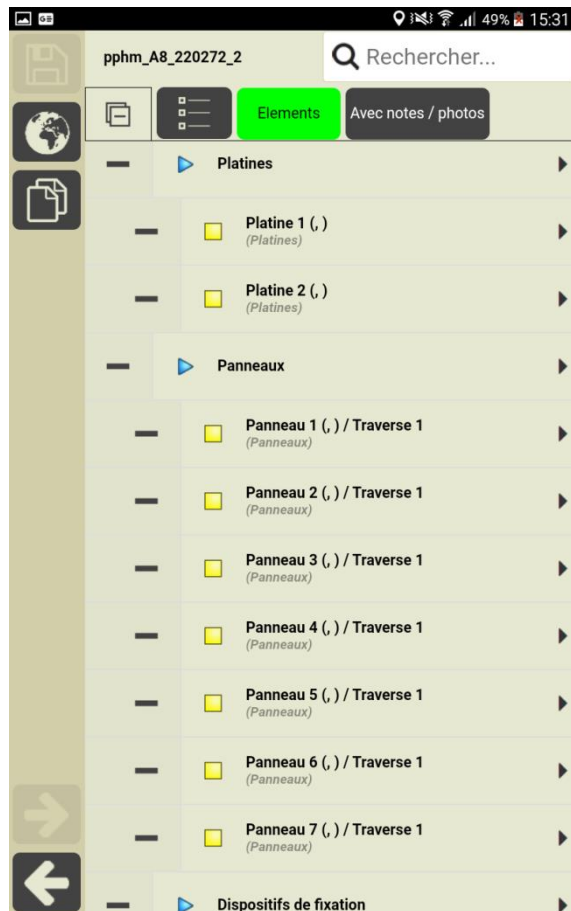 49% 15:31
pphm_A8_220272_2
Rechercher...
Elements
Avec notes / photos
Platines
Platine 1 (, )
(Platines)
Platine 2 (, )
(Platines)
Panneaux
Panneau 1 (, ) / Traverse 1
(Panneaux)
Panneau 2 (, ) / Traverse 1
(Panneaux)
Panneau 3 (, ) / Traverse 1
(Panneaux)
Panneau 4 (, ) / Traverse 1
(Panneaux)
Panneau 5 (, ) / Traverse 1
(Panneaux)
Panneau 6 (, ) / Traverse 1
(Panneaux)
Panneau 7 (, ) / Traverse 1
(Panneaux)
Dispositifs de fixation